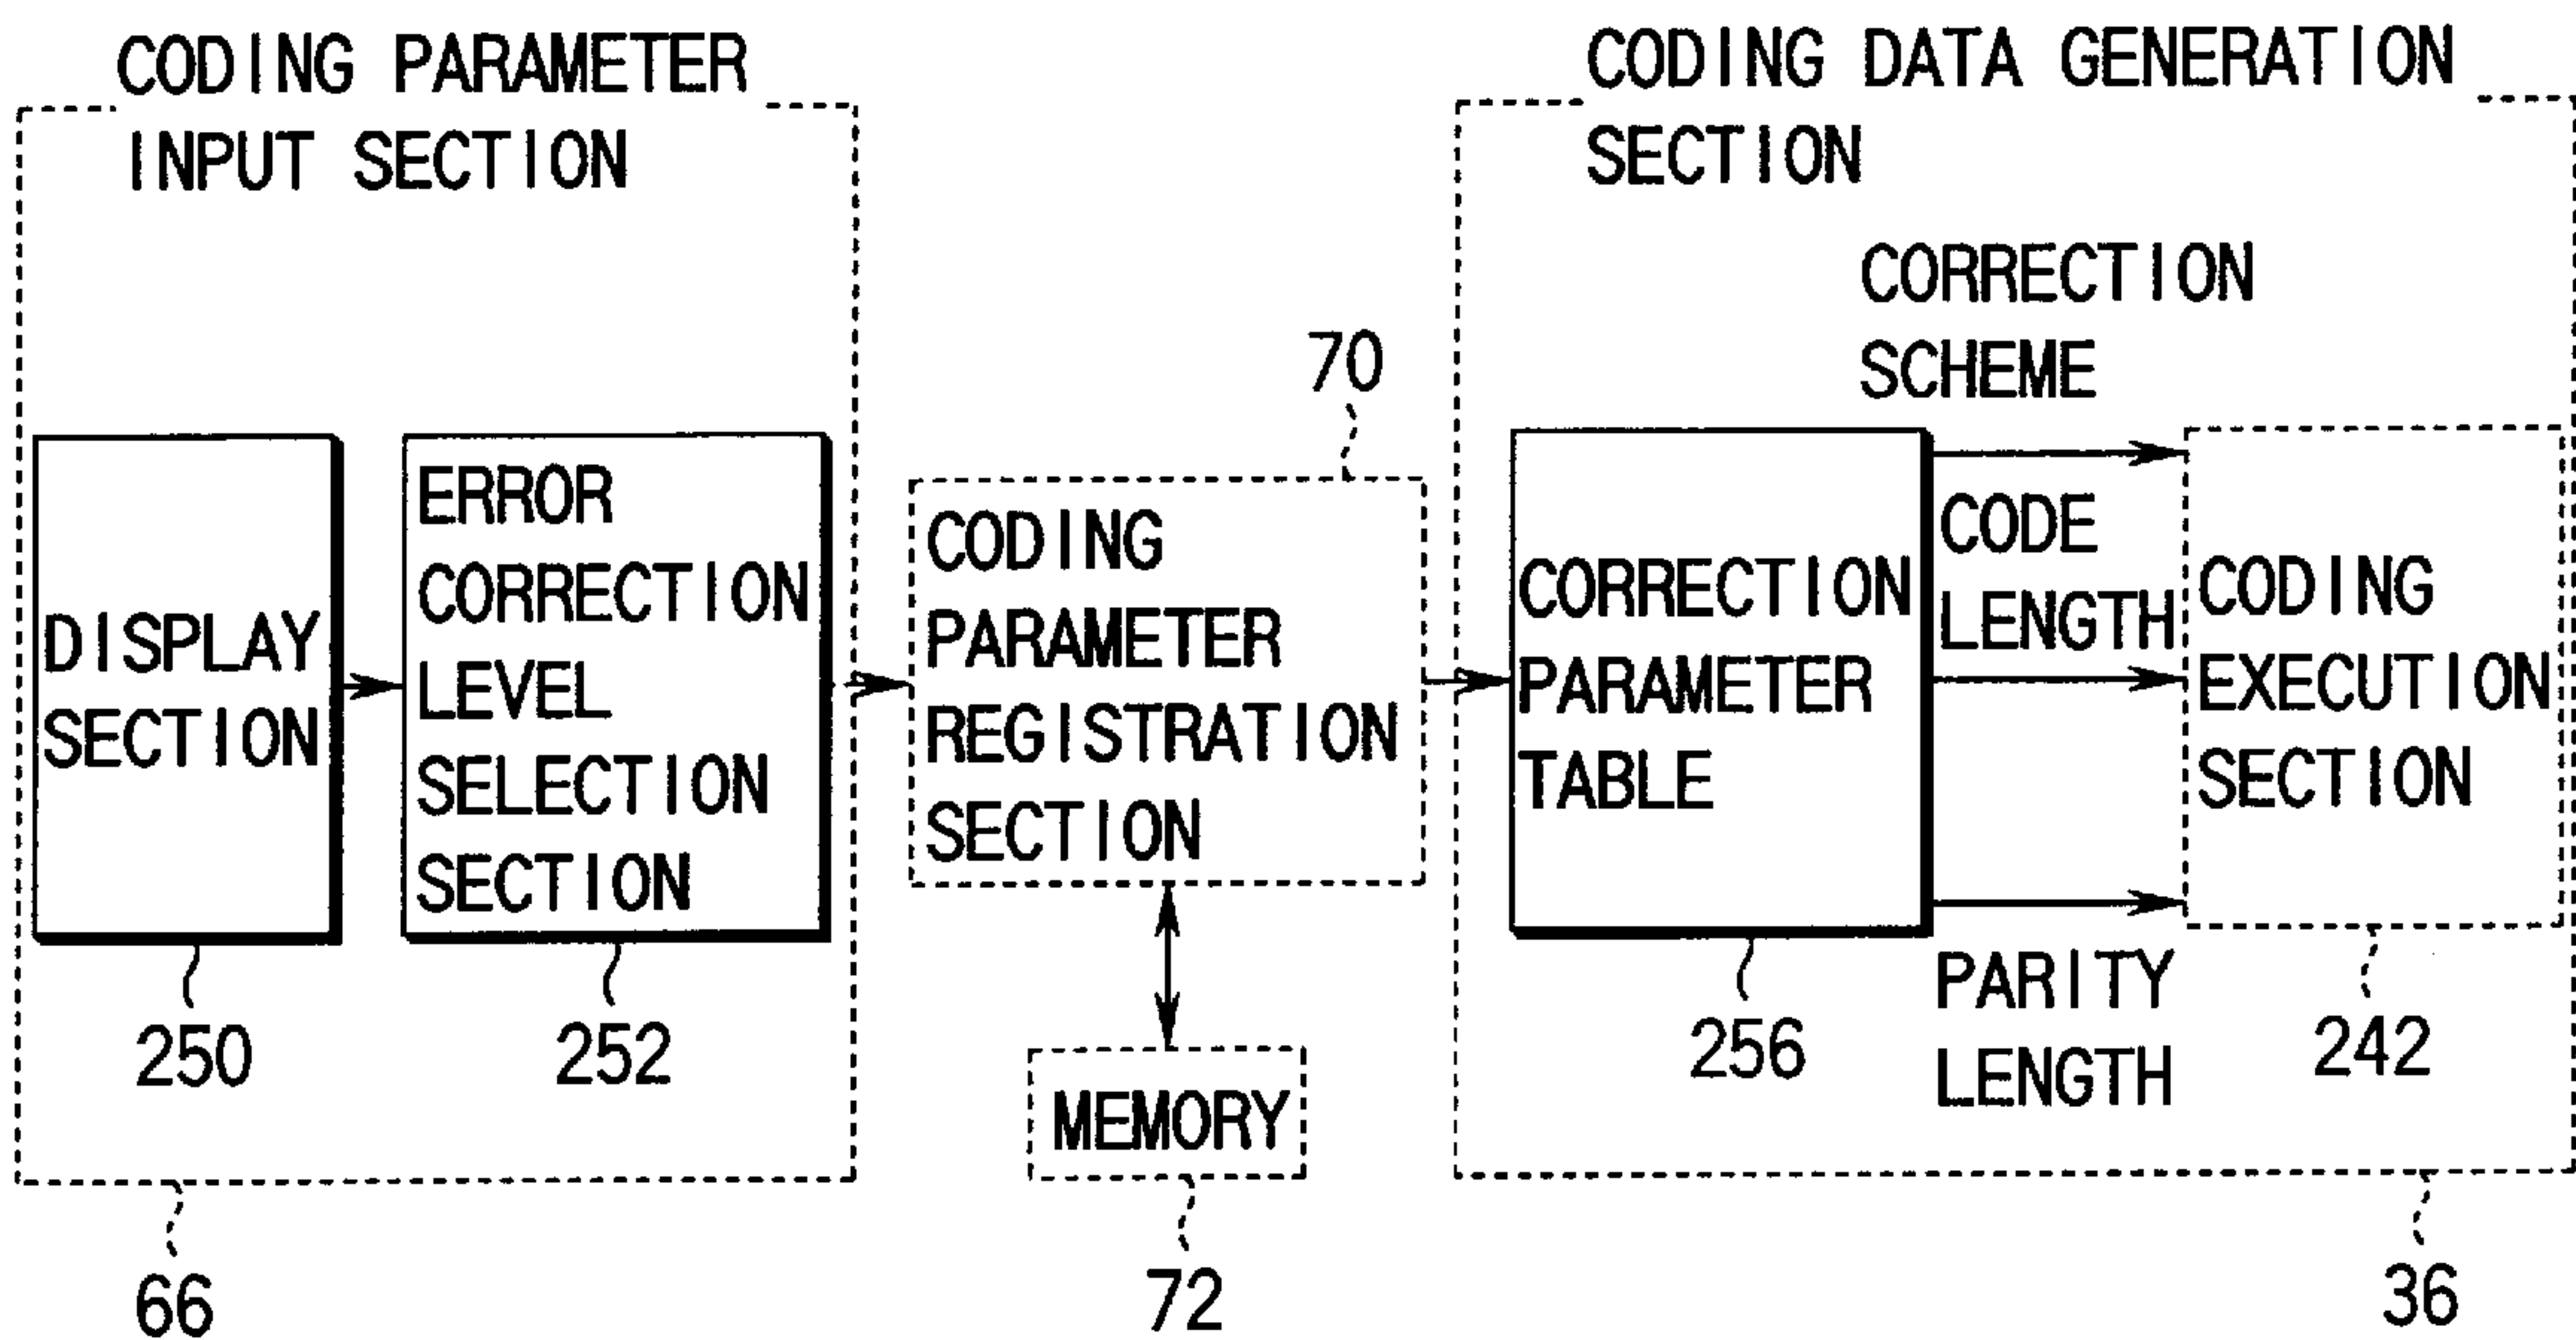 CODING PARAMETER
INPUT SECTION
CODING DATA GENERATION
SECTION
DISPLAY
SECTION
250
ERROR
CORRECTION
LEVEL
SELECTION
SECTION
252
66
70
CODING
PARAMETER
REGISTRATION
SECTION
MEMORY
72
CORRECTION
PARAMETER
TABLE
256
CORRECTION
SCHEME
CODE
LENGTH
PARITY
LENGTH
CODING
EXECUTION
SECTION
242
36